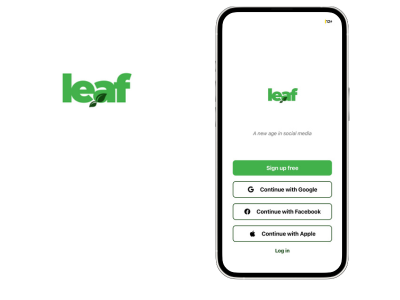 leaf
leaf
A new age in social media
Sign up free
Continue with Google
Continue with Facebook
Continue with Apple
Log in